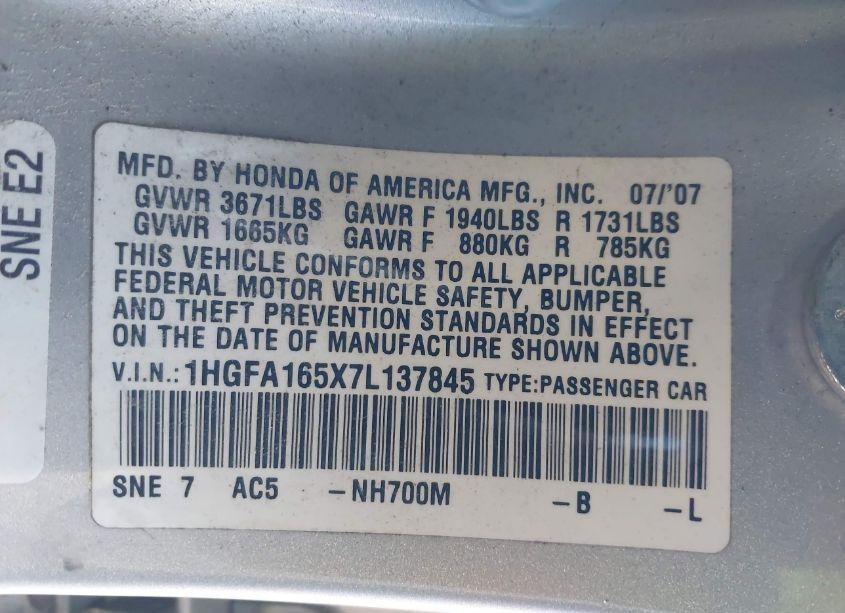 SNE E2
MFD. BY HONDA OF AMERICA MFG., INC. 07/'07
GVWR 3671LBS GAWR F 1940LBS R 1731LBS
GVWR 1665KG GAWR F 880KG R 785KG
THIS VEHICLE CONFORMS TO ALL APPLICABLE
FEDERAL MOTOR VEHICLE SAFETY, BUMPER,
AND THEFT PREVENTION STANDARDS IN EFFECT
ON THE DATE OF MANUFACTURE SHOWN ABOVE.
V.I.N.: 1HGFA165X7L137845 TYPE:PASSENGER CAR
SNE 7 AC5 -NH700M -B -L